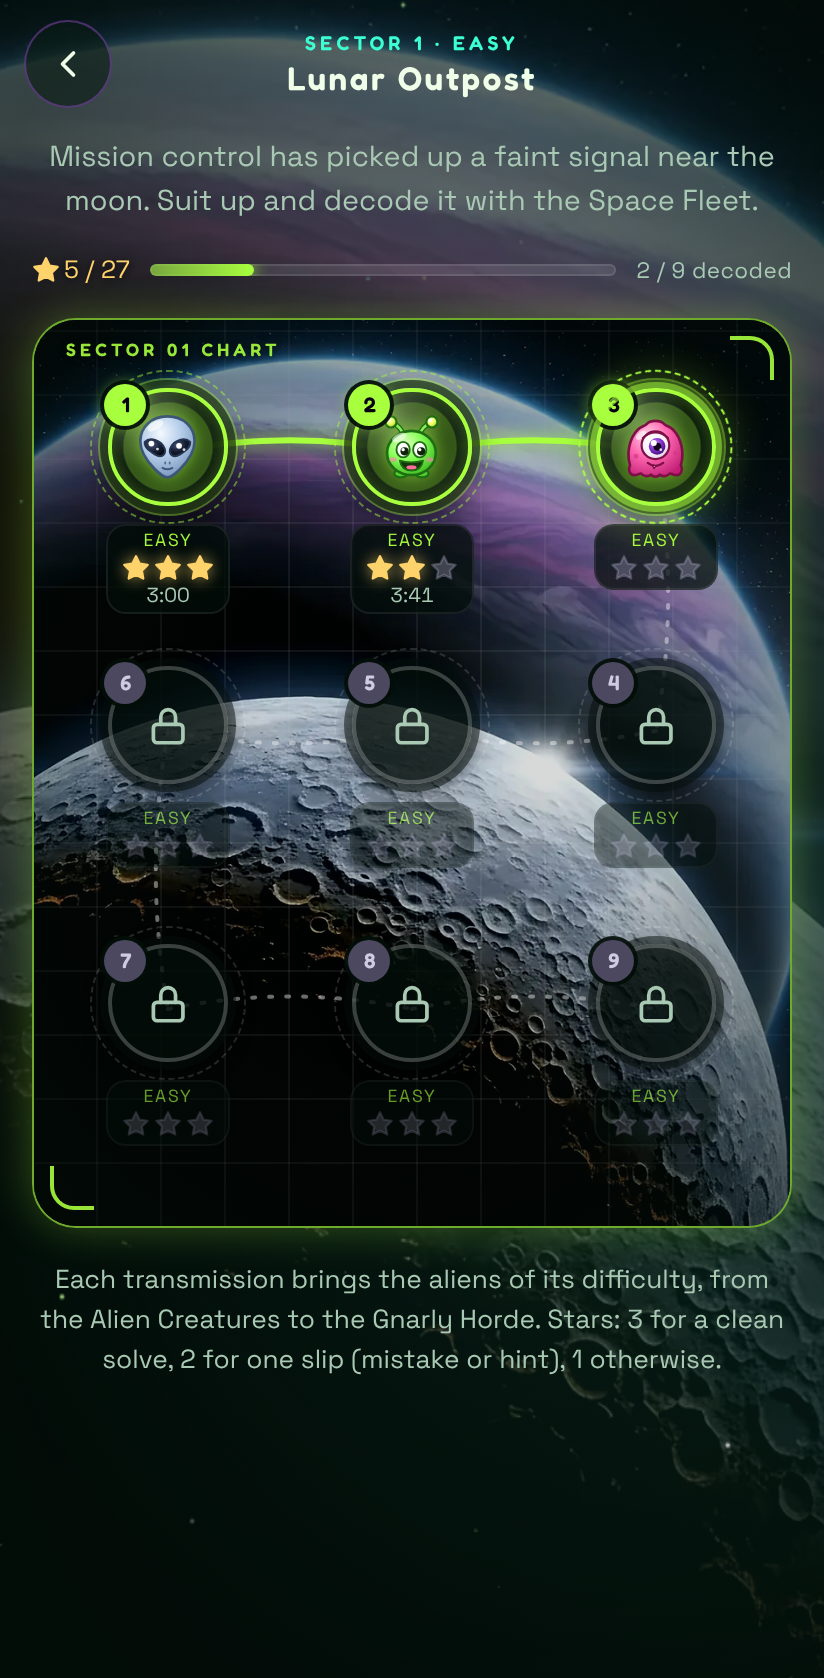 SECTOR 1 · EASY
Lunar Outpost
Mission control has picked up a faint signal near the
moon. Suit up and decode it with the Space Fleet.
5 / 27
2 / 9 decoded
SECTOR 01 CHART
1
2
3
EASY
EASY
EASY
3:00
3:41
6
5
4
EASY
EASY
EASY
7
8
9
EASY
EASY
EASY
Each transmission brings the aliens of its difficulty, from
the Alien Creatures to the Gnarly Horde. Stars: 3 for a clean
solve, 2 for one slip (mistake or hint), 1 otherwise.